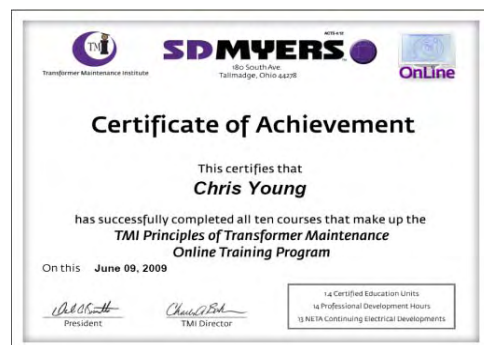 TMI
Transformer Maintenance Institute
ACTS 4:12
SDMYERS
180 South Ave.
Tallmadge, Ohio 44278
OnLine
Certificate of Achievement
This certifies that
Chris Young
has successfully completed all ten courses that make up the
TMI Principles of Transformer Maintenance
Online Training Program
On this June 09, 2009
President
TMI Director
1.4 Certified Education Units
14 Professional Development Hours
13 NETA Continuing Electrical Developments